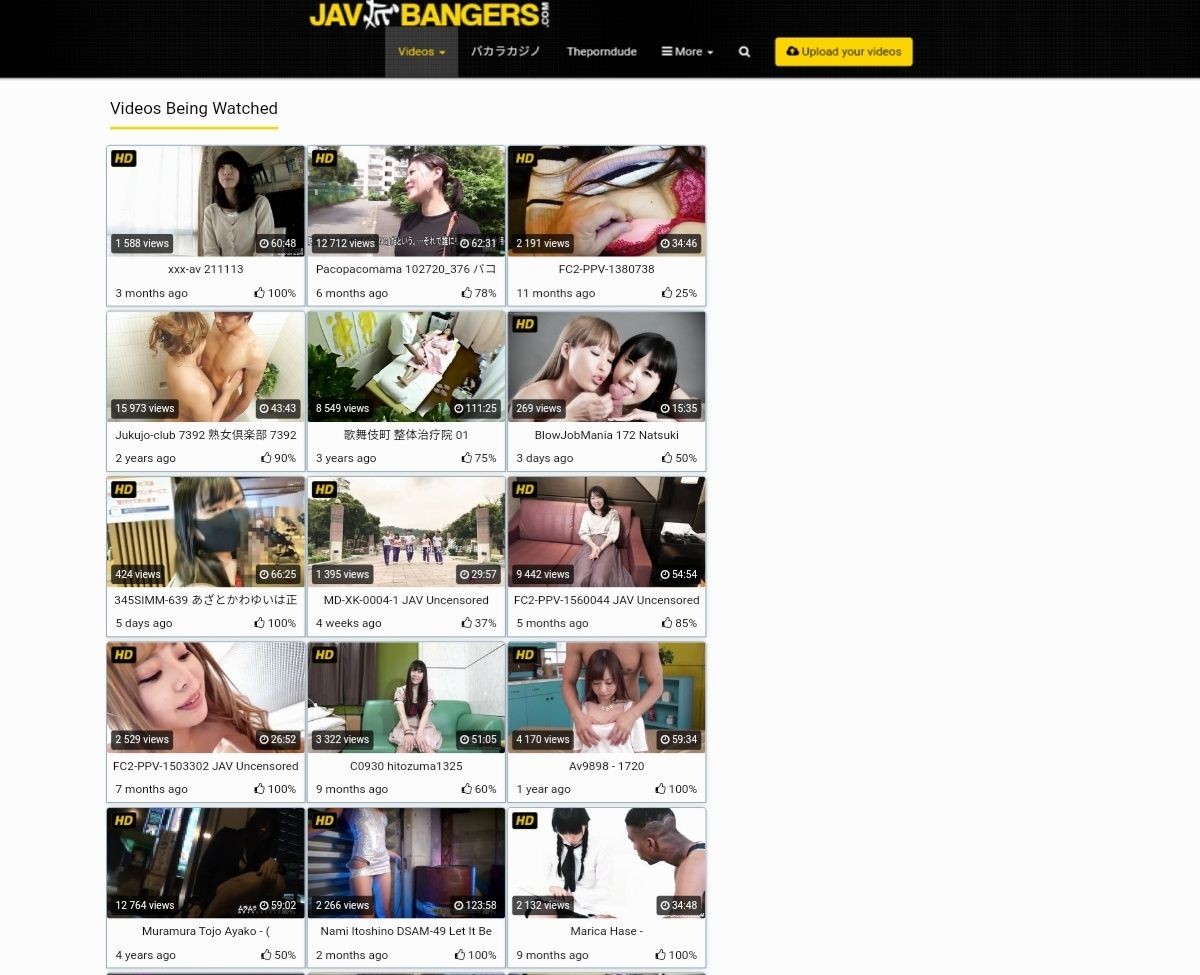 JAVBANGERS.COM
Videos
バカラカジノ
Theporndude
More
Upload your videos
Videos Being Watched
HD
1 588 views
60:48
xxx-av 211113
3 months ago
100%
HD
12 712 views
62:31
Pacopacomama 102720_376 パコ
6 months ago
78%
HD
2 191 views
34:46
FC2-PPV-1380738
11 months ago
25%
15 973 views
43:43
Jukujo-club 7392 熟女倶楽部 7392
2 years ago
90%
8 549 views
111:25
歌舞伎町 整体治疗院 01
3 years ago
75%
HD
269 views
15:35
BlowJobMania 172 Natsuki
3 days ago
50%
HD
424 views
66:25
345SIMM-639 あざとかわゆいは正
5 days ago
100%
HD
1 395 views
29:57
MD-XK-0004-1 JAV Uncensored
4 weeks ago
37%
HD
9 442 views
54:54
FC2-PPV-1560044 JAV Uncensored
5 months ago
85%
HD
2 529 views
26:52
FC2-PPV-1503302 JAV Uncensored
7 months ago
100%
HD
3 322 views
51:05
C0930 hitozuma1325
9 months ago
60%
HD
4 170 views
59:34
Av9898 - 1720
1 year ago
100%
HD
12 764 views
59:02
Muramura Tojo Ayako - (
4 years ago
50%
HD
2 266 views
123:58
Nami Itoshino DSAM-49 Let It Be
2 months ago
100%
HD
2 132 views
34:48
Marica Hase -
9 months ago
100%